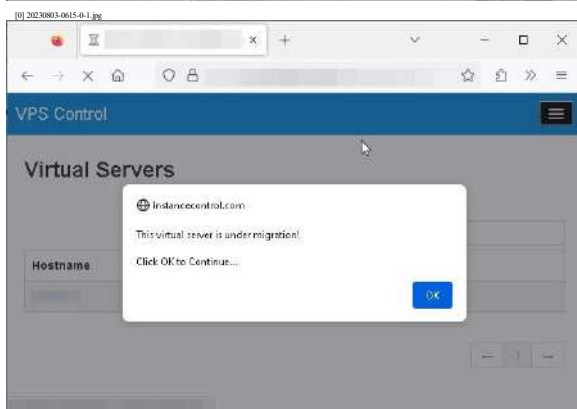 [0] 20230803-0615-0-1.jpg
VPS Control
Virtual Servers
instancecontrol.com
This virtual server is under migration!.
Click OK to Continue...
Hostname
OK
1